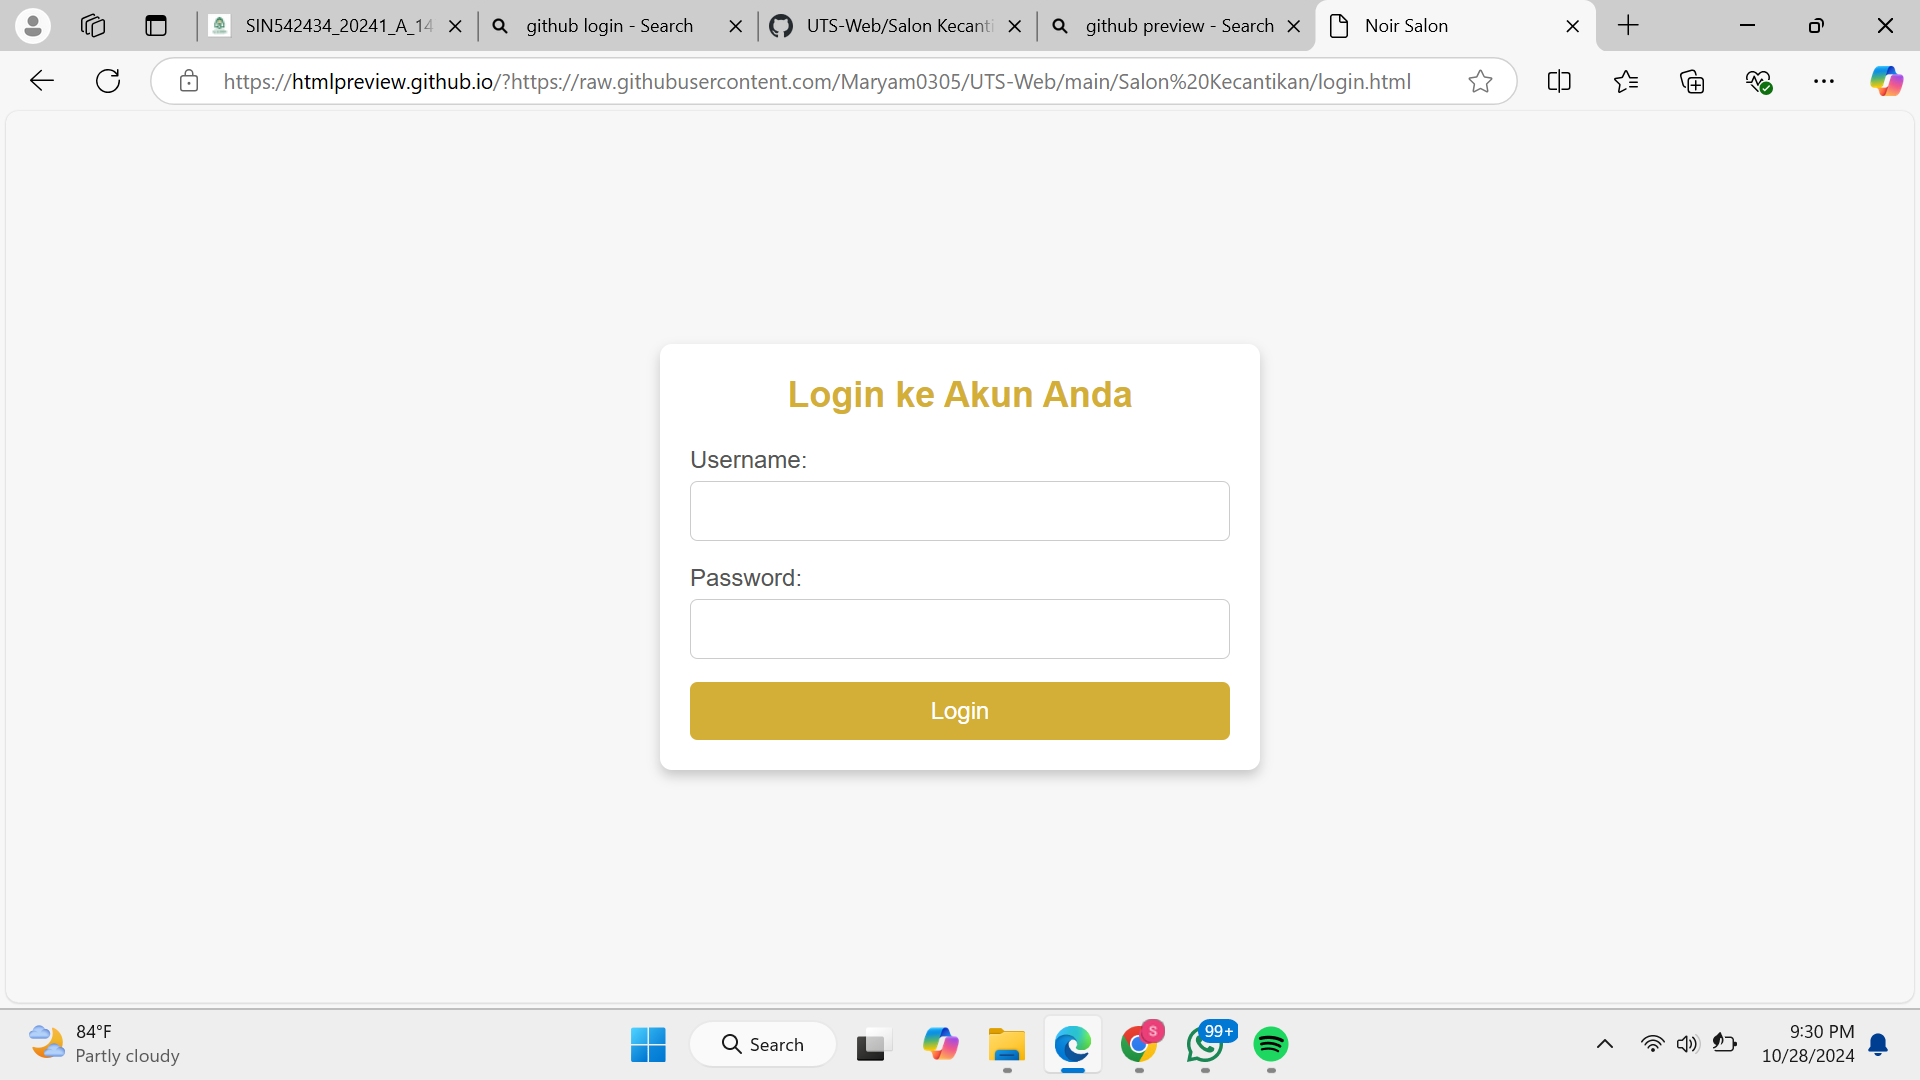 SIN542434_20241_A_14
github login - Search
UTS-Web/Salon Kecanti
github preview - Search
Noir Salon
https://htmlpreview.github.io/?https://raw.githubusercontent.com/Maryam0305/UTS-Web/main/Salon%20Kecantikan/login.html
Login ke Akun Anda
Username:
Password:
Login
84°F
Partly cloudy
Search
S
99+
9:30 PM
10/28/2024